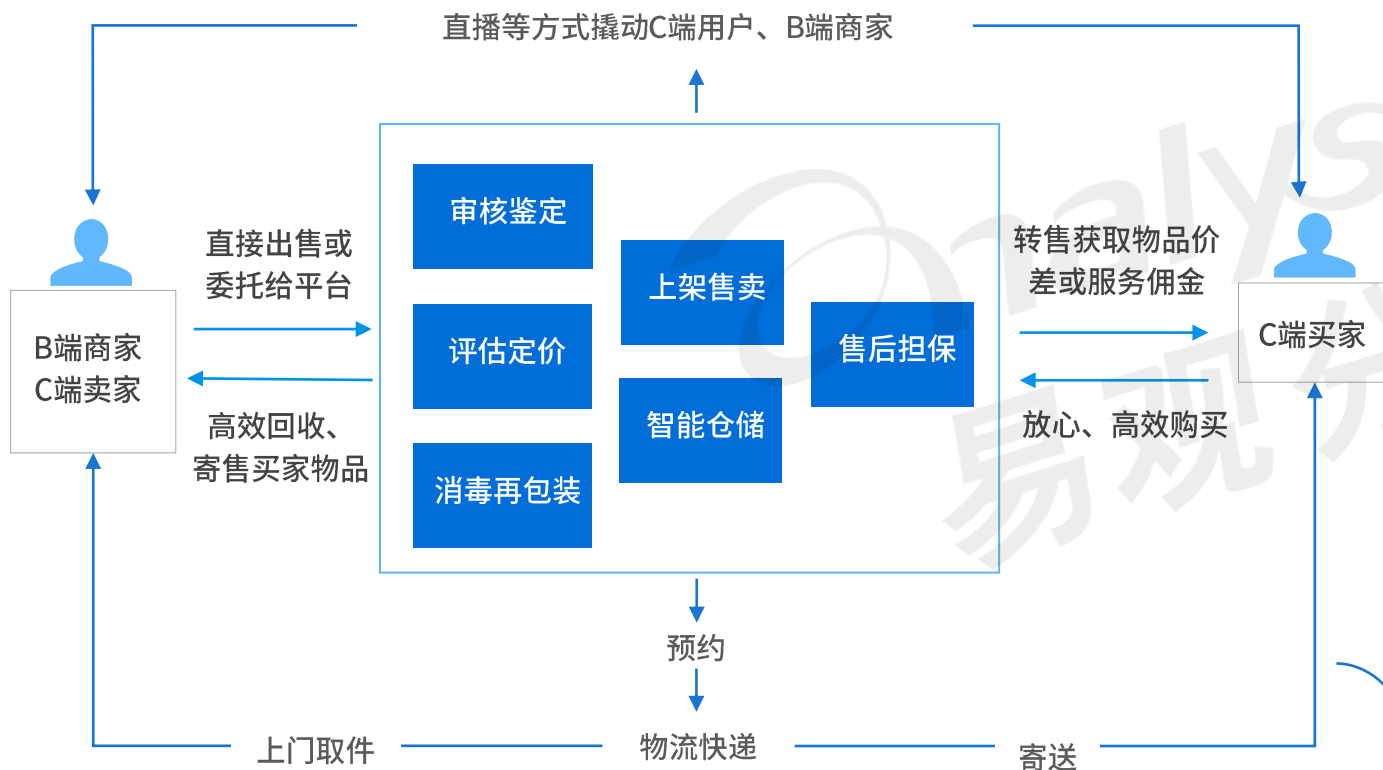 直播等方式撬动C端用户、B端商家
审核鉴定
上架售卖
评估定价
售后担保
智能仓储
消毒再包装
直接出售或
委托给平台
B端商家
C端卖家
高效回收、
寄售买家物品
转售获取物品价
差或服务佣金
C端买家
放心、高效购买
预约
上门取件
物流快递
寄送
nalys
易观分